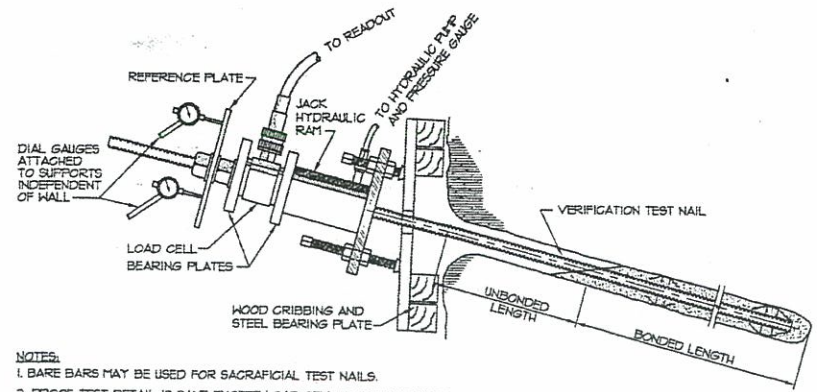 TO READOUT
TO HYDRAULIC PUMP
AND PRESSURE GAUGE
REFERENCE PLATE
JACK
HYDRAULIC
RAM
DIAL GAUGES
ATTACHED
TO SUPPORTS
INDEPENDENT
OF WALL
VERIFICATION TEST NAIL
LOAD CELL
BEARING PLATES
WOOD CRIBBING AND
STEEL BEARING PLATE
UNBONDED
LENGTH
BONDED LENGTH
NOTES:
1. BARE BARS MAY BE USED FOR SACRAFICIAL TEST NAILS.